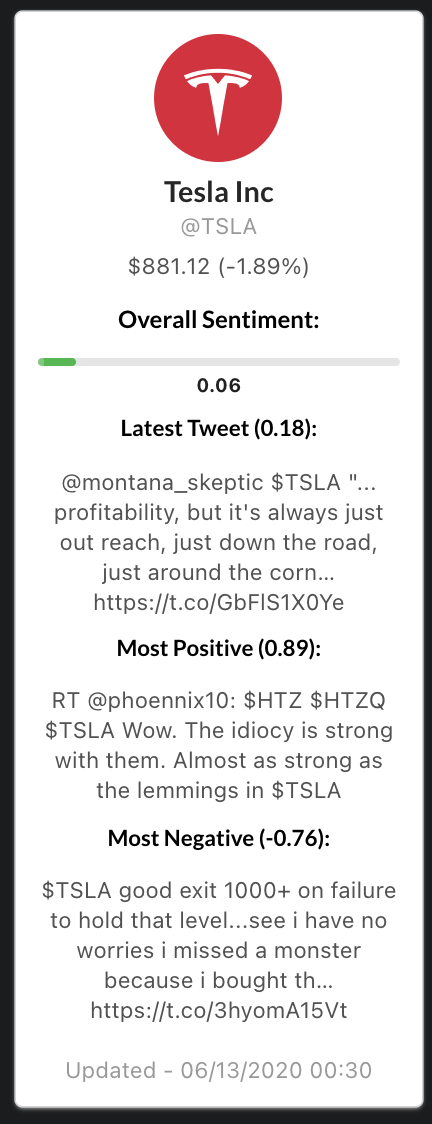 Tesla Inc
@TSLA
$881.12 (-1.89%)
Overall Sentiment:
0.06
Latest Tweet (0.18):
@montana_skeptic $TSLA "...
profitability, but it's always just
out reach, just down the road,
just around the corn...
https://t.co/GbFlS1X0Ye
Most Positive (0.89):
RT @phoennix10: $HTZ $HTZQ
$TSLA Wow. The idiocy is strong
with them. Almost as strong as
the lemmings in $TSLA
Most Negative (-0.76):
$TSLA good exit 1000+ on failure
to hold that level...see i have no
worries i missed a monster
because i bought th...
https://t.co/3hyomA15Vt
Updated - 06/13/2020 00:30